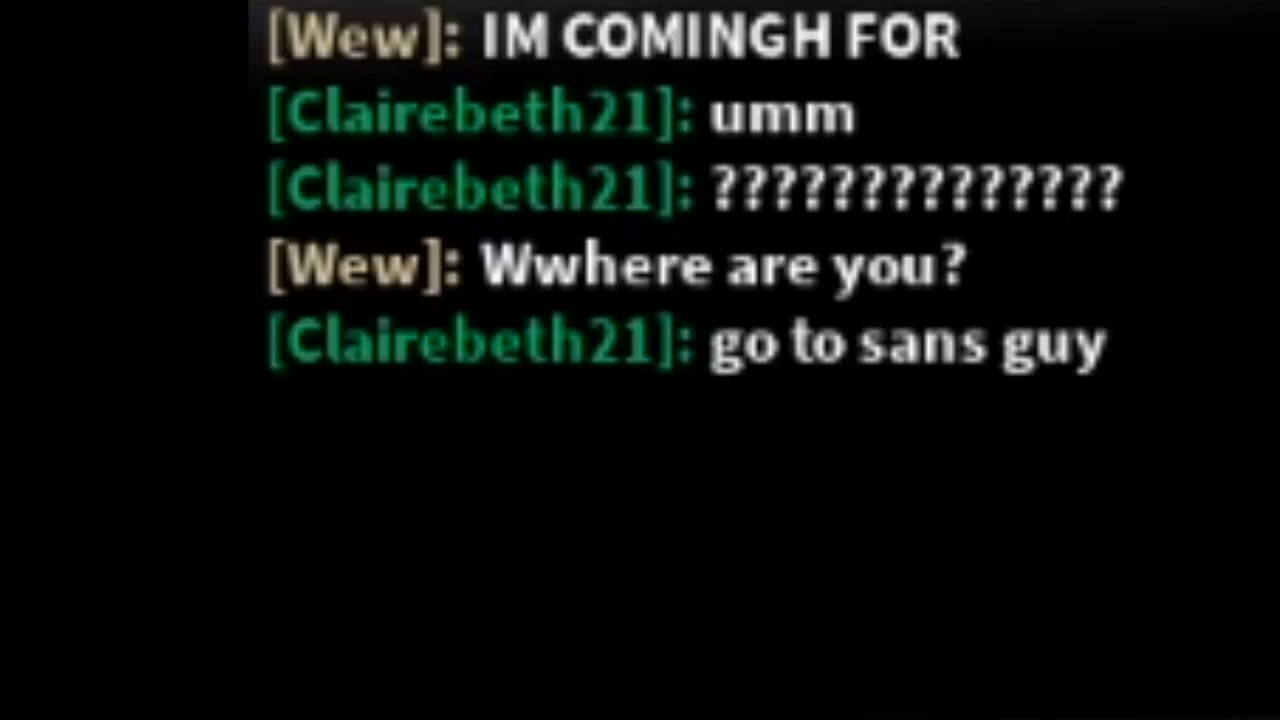 [Wew]: IM COMINGH FOR
[Clairebeth21]: umm
[Clairebeth21]: ??????????????
[Wew]: Wwhere are you?
[Clairebeth21]: go to sans guy